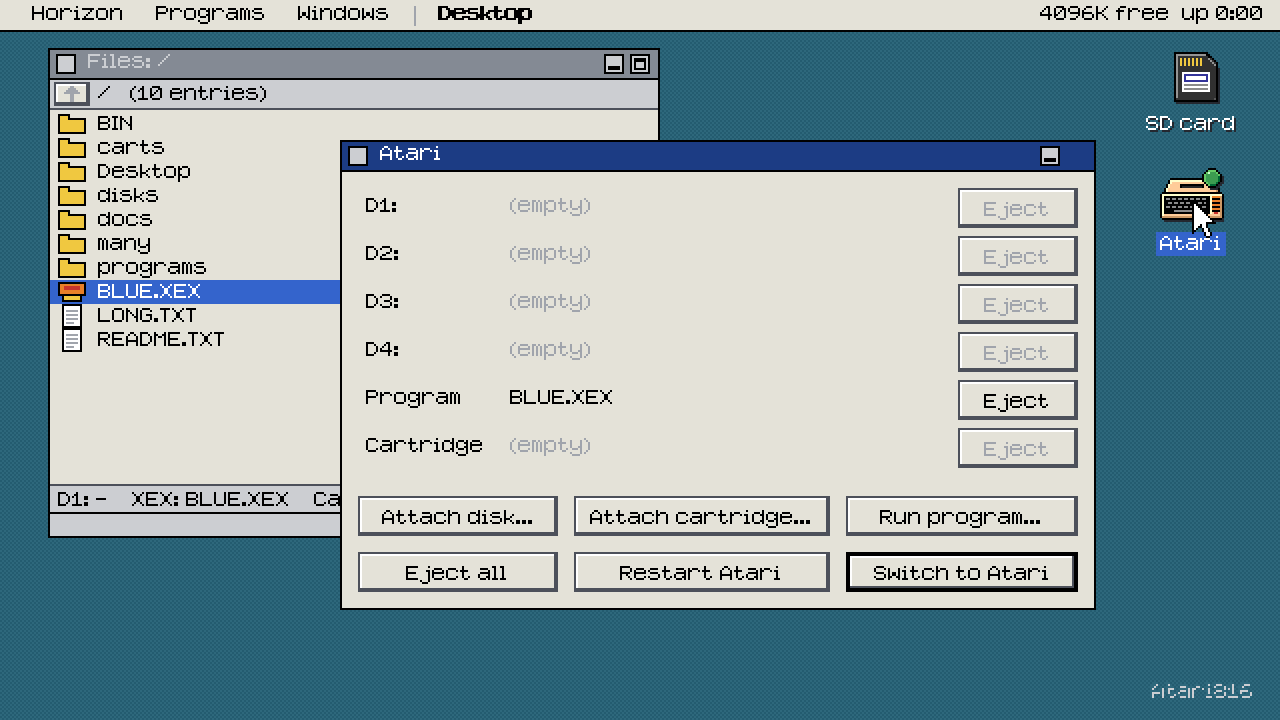 Horizon Programs Windows | Desktop 4096K free up 0:00
Files: /
/ (10 entries)
BIN
carts
Desktop
disks
docs
many
programs
BLUE.XEX
LONG.TXT
README.TXT
D1: - XEX: BLUE.XEX Ca
Atari
D1: (empty) Eject
D2: (empty) Eject
D3: (empty) Eject
D4: (empty) Eject
Program BLUE.XEX Eject
Cartridge (empty) Eject
Attach disk... Attach cartridge... Run program...
Eject all Restart Atari Switch to Atari
SD card
Atari
Atari816